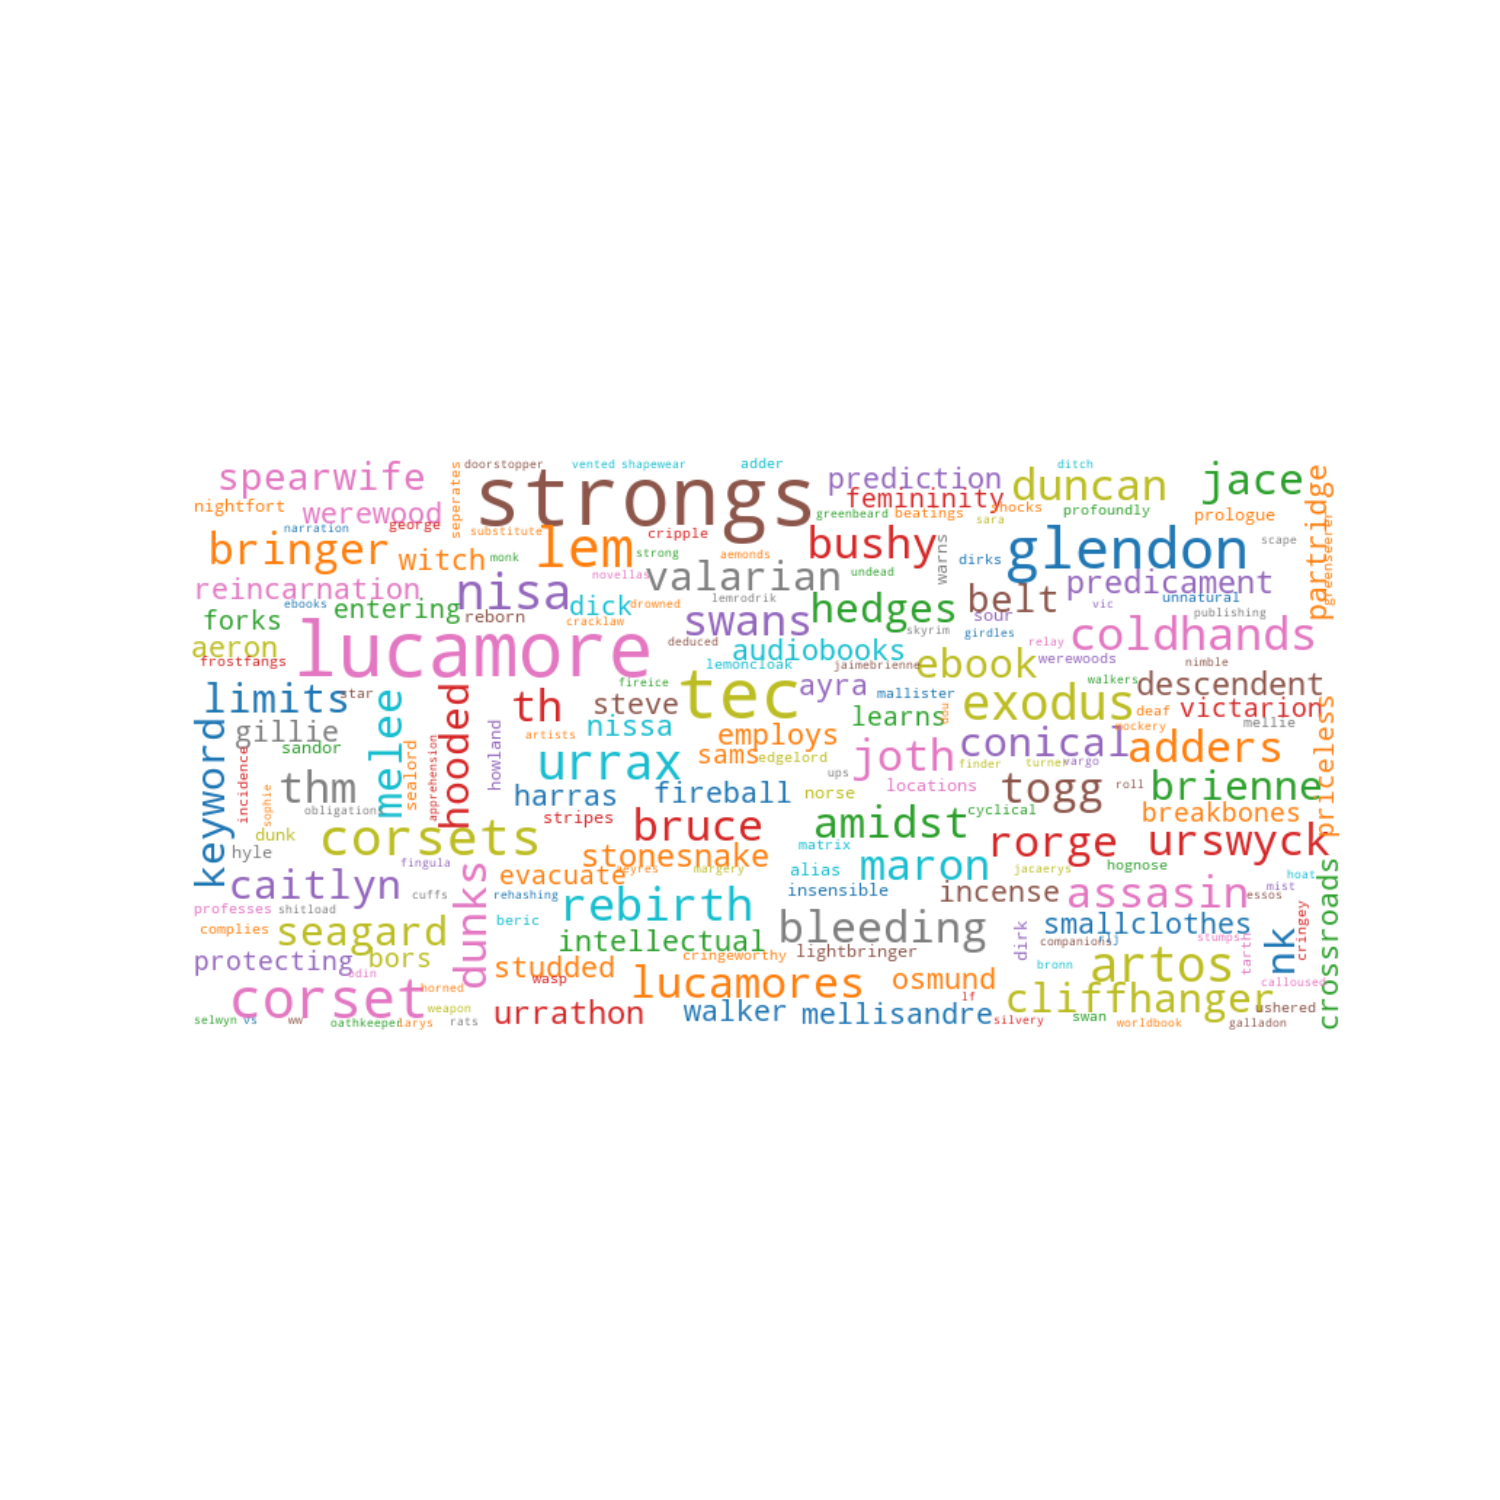 doorstopper vented shapewear adder ditch
spearwife seperates strongs prediction duncan jace partridge
nightfort werewood george narration substitute cripple femininity greenbeard beatings shocks sara profoundly prologue greenseerer
bringer witch monk lem strong aemonds bushy warns dirks glendon scape
reincarnation nisa novellas valarian undead predicament unnatural
ebooks entering reborn dick drowned lemrodrik hedges belt vic publishing
forks cracklaw swans skyrim sour girdles relay coldhands
aeron lucamore deduced audiobooks ebook werewoods nimble
frostfangs lemoncloak jaimebrienne walkers
limits star fireice tec ayra mallister exodus descendent
melee hooded th steve nissa learns dou deaf victarion mellie priceless
keyword gillie howland artists employs mockery
sandor sealord apprehension urrax sams edgelord joth conical finder turner vargo adders
incidence thm ups locations togg roll brienne
sophie obligation harras fireball norse cyclical breakbones
dunk corsets stripes bruce amidst rorge urswyck
hyle fingula stonesnake matrix maron hognose crossroads
caitlyn cuffs dunks evacuate margery alias jacaerys hoat
rehashing rebirth insensible incense assasin mist essos
professes shitload beric bleeding smallclothes cringey
complies seagard intellectual dirk companions stumps tarth nk
protecting bors cringeworthy lightbringer bronn artos
odin studded wasp lucamores osmund calloused
corset horned lf cliffhanger
weapon urrathon walker mellisandre ushered
selwyn vs ww oathkeeper larys rats silvery swan worldbook galladon